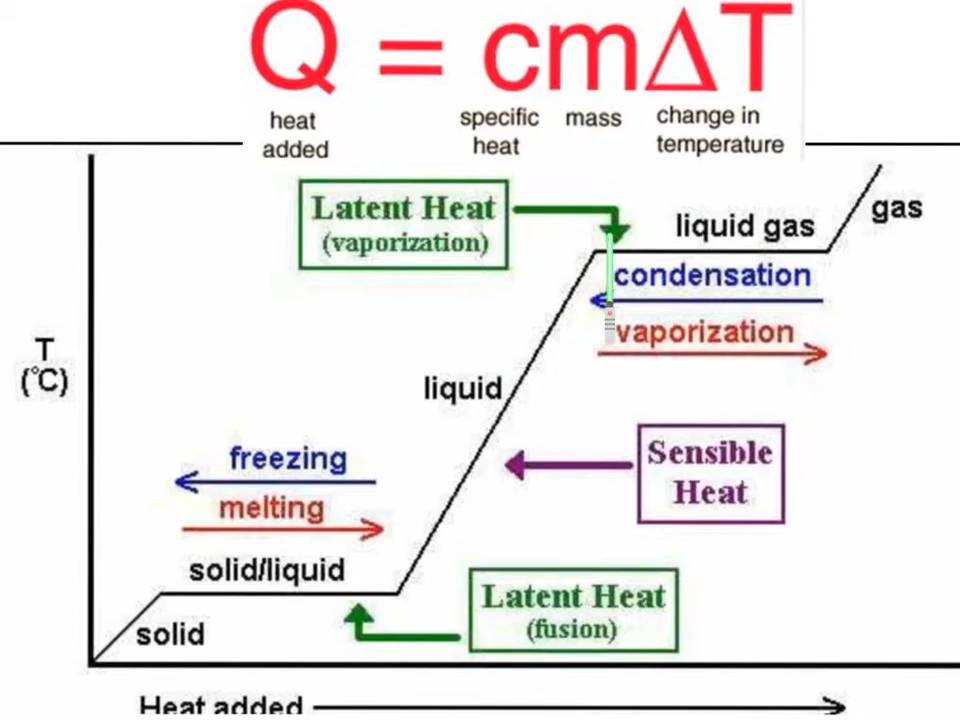 Q = cmΔT
heat
added
specific
heat
mass
change in
temperature
Latent Heat
(vaporization)
liquid gas
gas
condensation
vaporization
T
(°C)
liquid
freezing
melting
Sensible
Heat
solid/liquid
Latent Heat
(fusion)
solid
Heat added